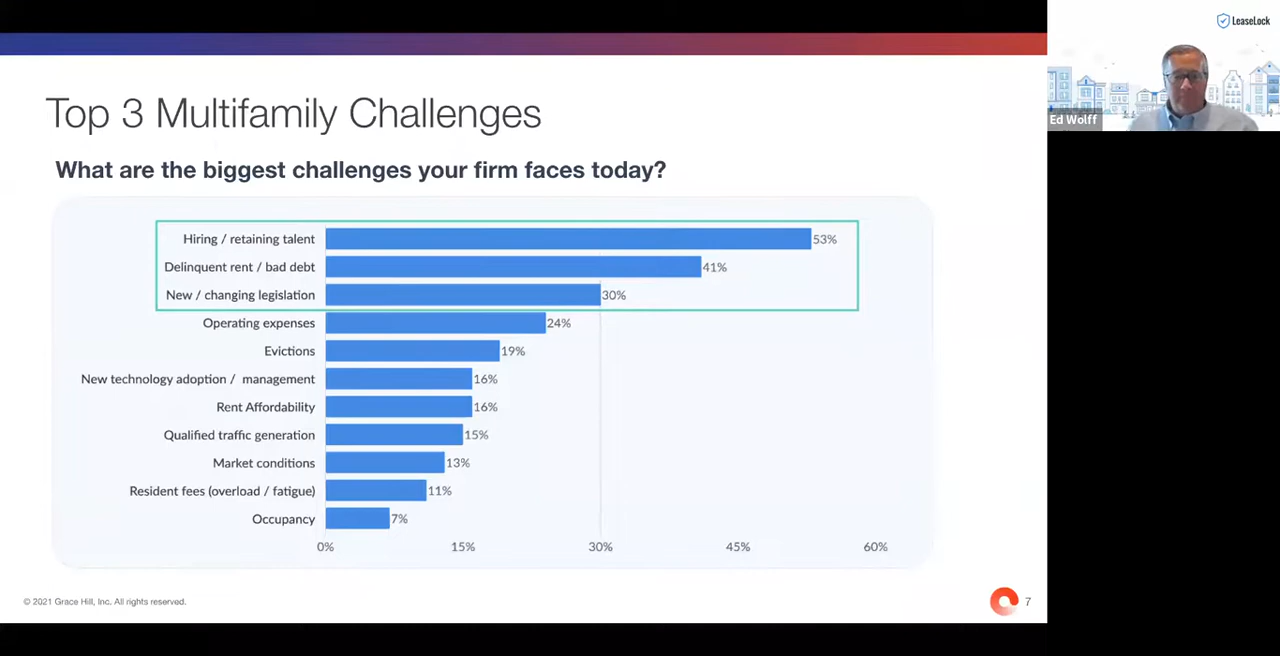 LeaseLock
Ed Wolff
Top 3 Multifamily Challenges
What are the biggest challenges your firm faces today?
Hiring / retaining talent 53%
Delinquent rent / bad debt 41%
New / changing legislation 30%
Operating expenses 24%
Evictions 19%
New technology adoption / management 16%
Rent Affordability 16%
Qualified traffic generation 15%
Market conditions 13%
Resident fees (overload / fatigue) 11%
Occupancy 7%
0% 15% 30% 45% 60%
© 2021 Grace Hill, Inc. All rights reserved.
7